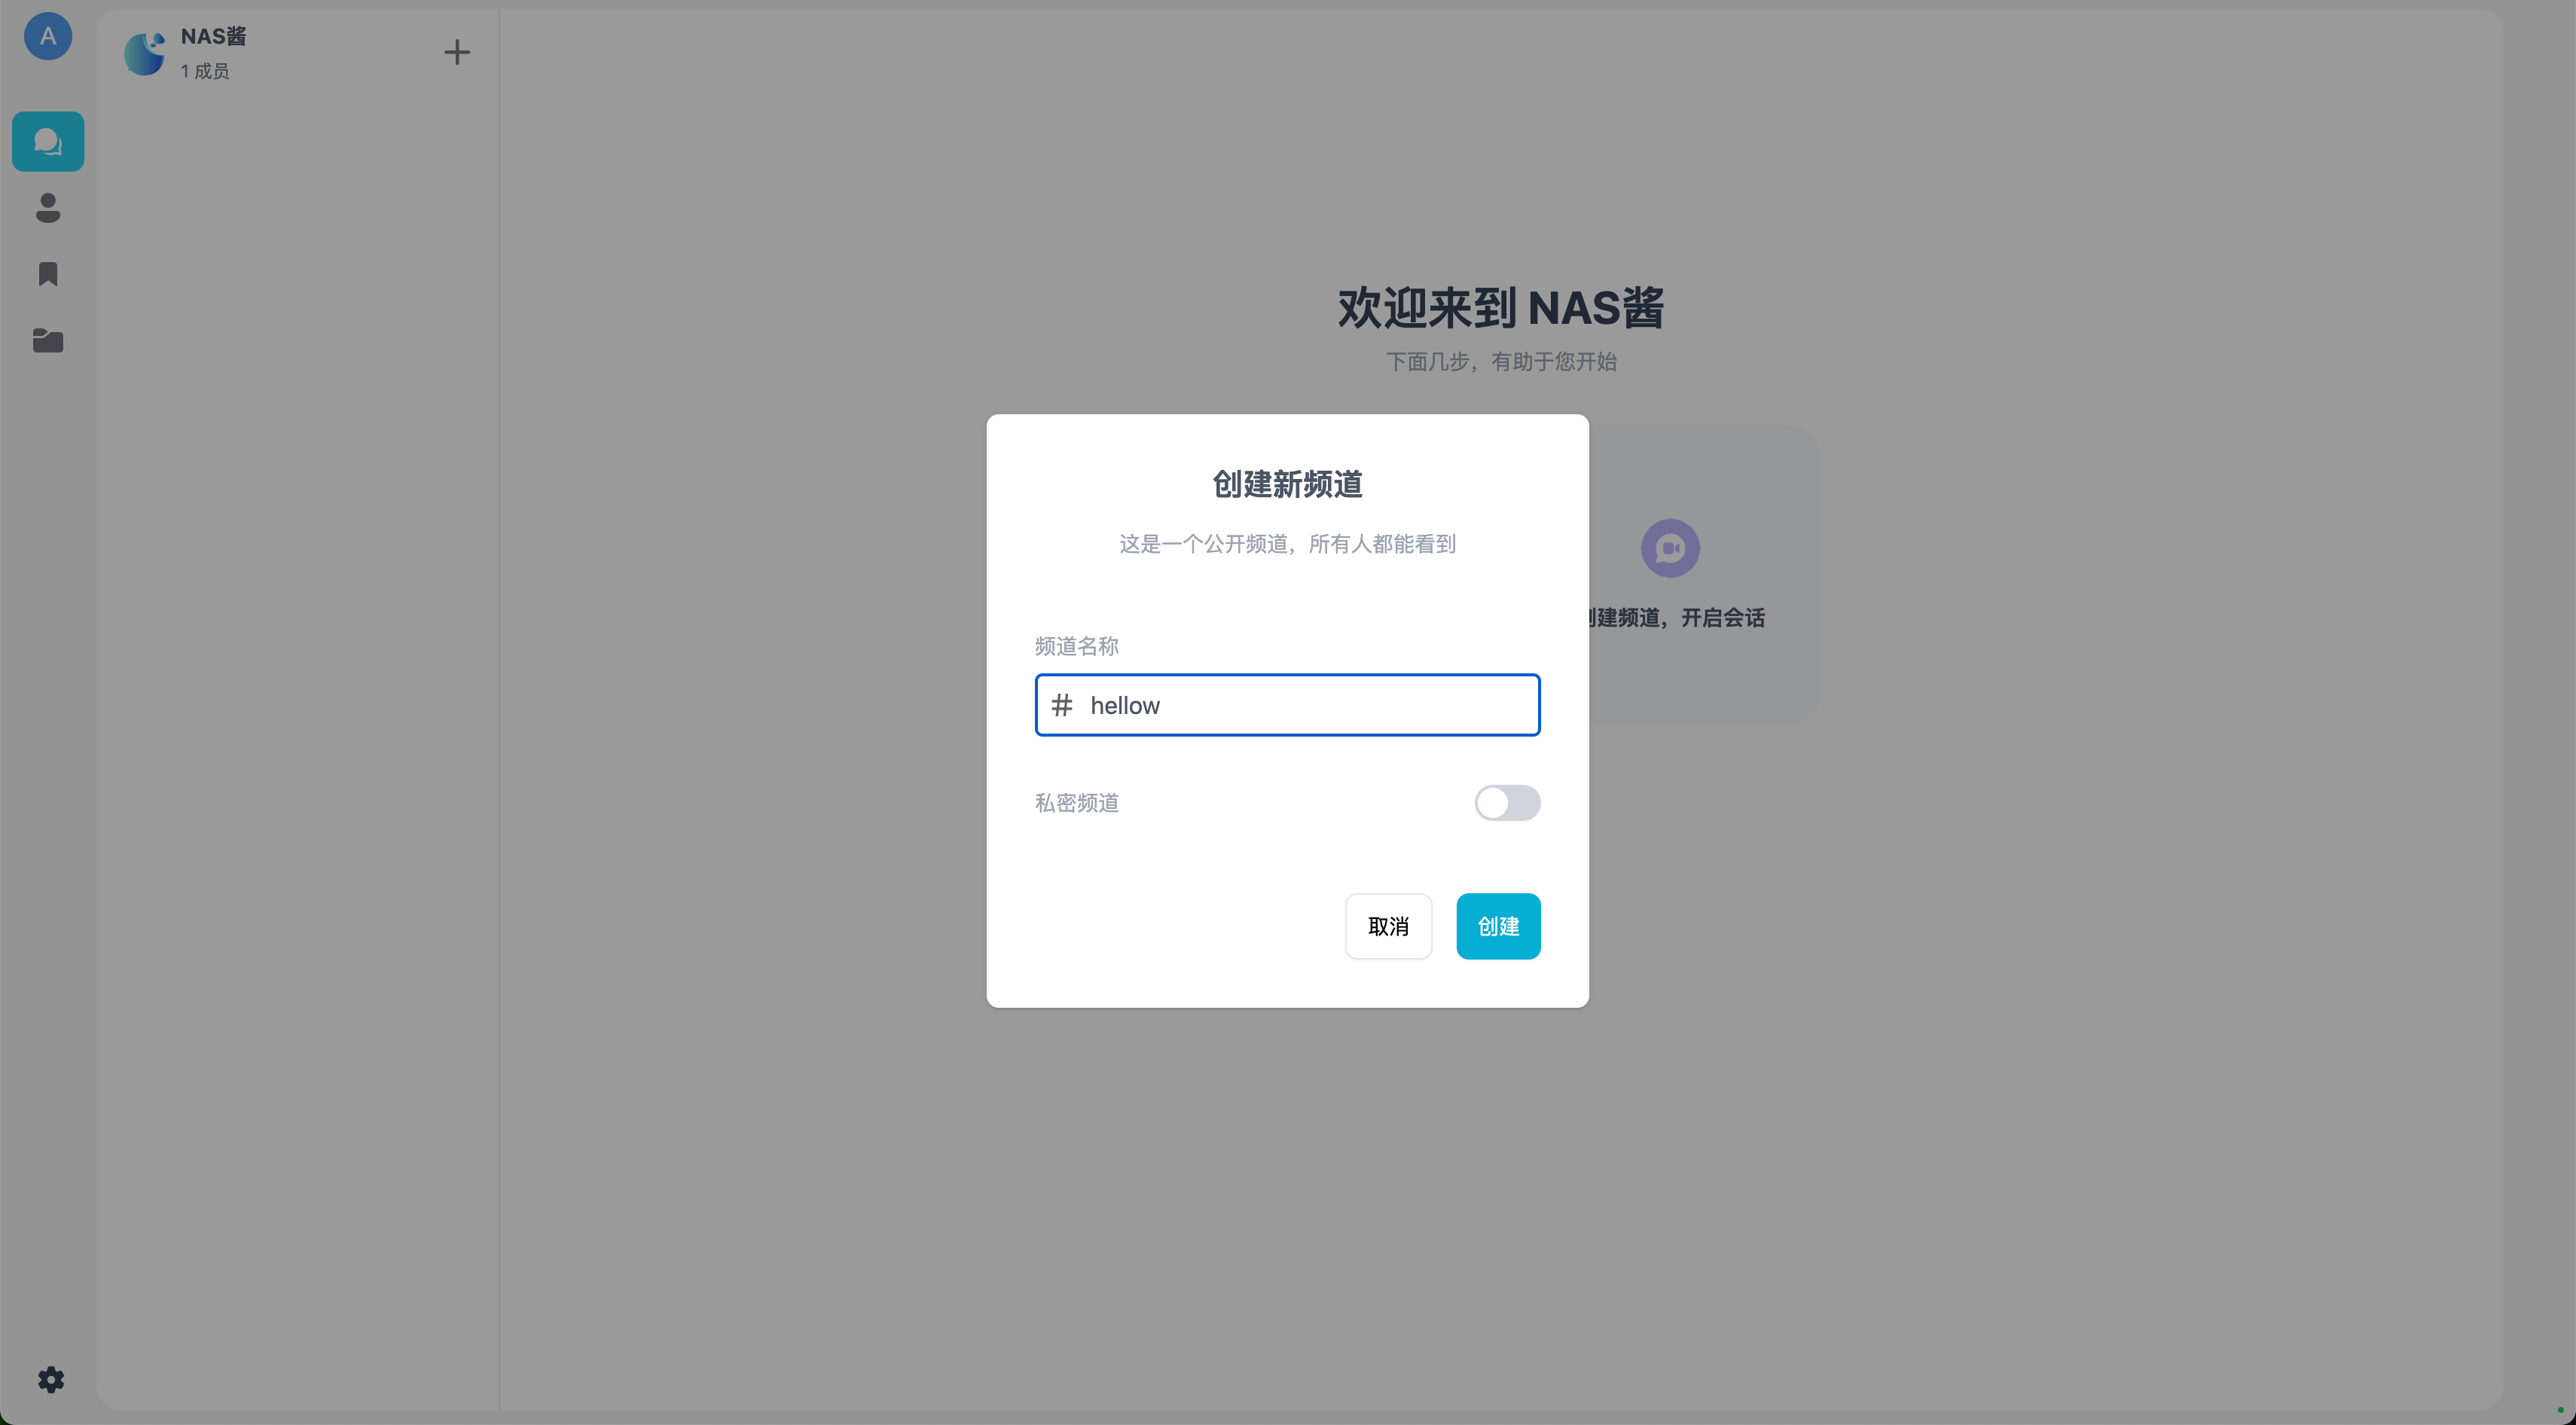 A
NAS酱
1 成员
欢迎来到 NAS酱
下面几步，有助于您开始
创建新频道
这是一个公开频道，所有人都能看到
建频道，开启会话
频道名称
# hellow
私密频道
取消
创建